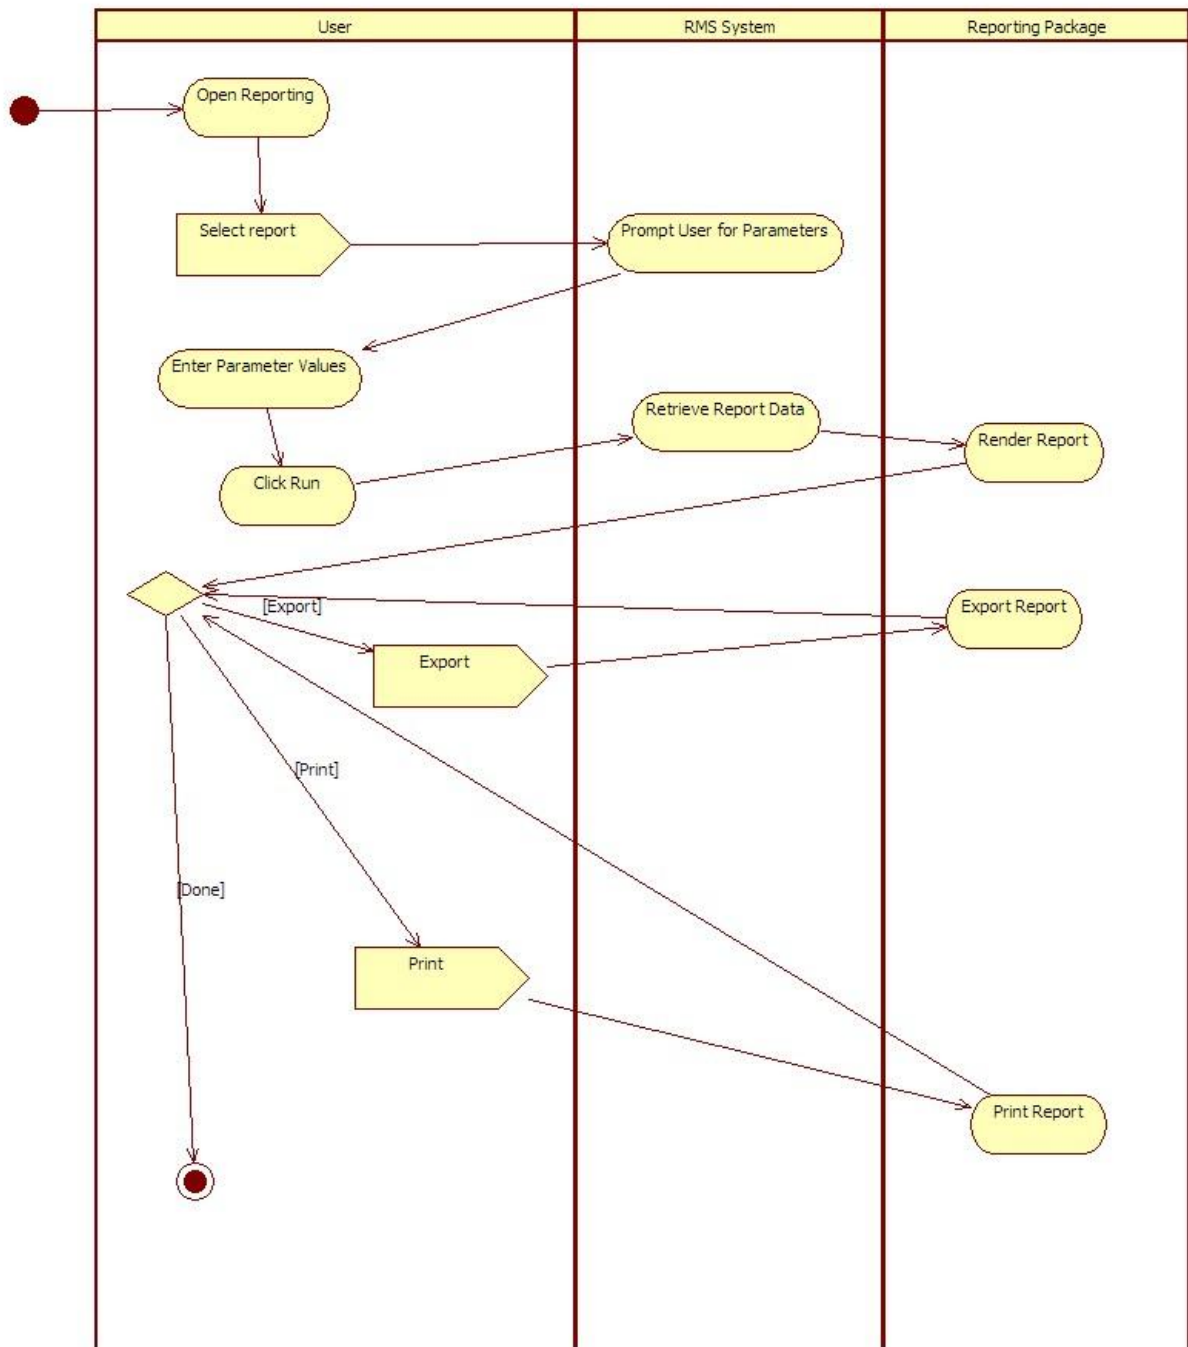 User
RMS System
Reporting Package
Open Reporting
Select report
Prompt User for Parameters
Enter Parameter Values
Retrieve Report Data
Render Report
Click Run
[Export]
Export Report
Export
[Print]
[Done]
Print
Print Report